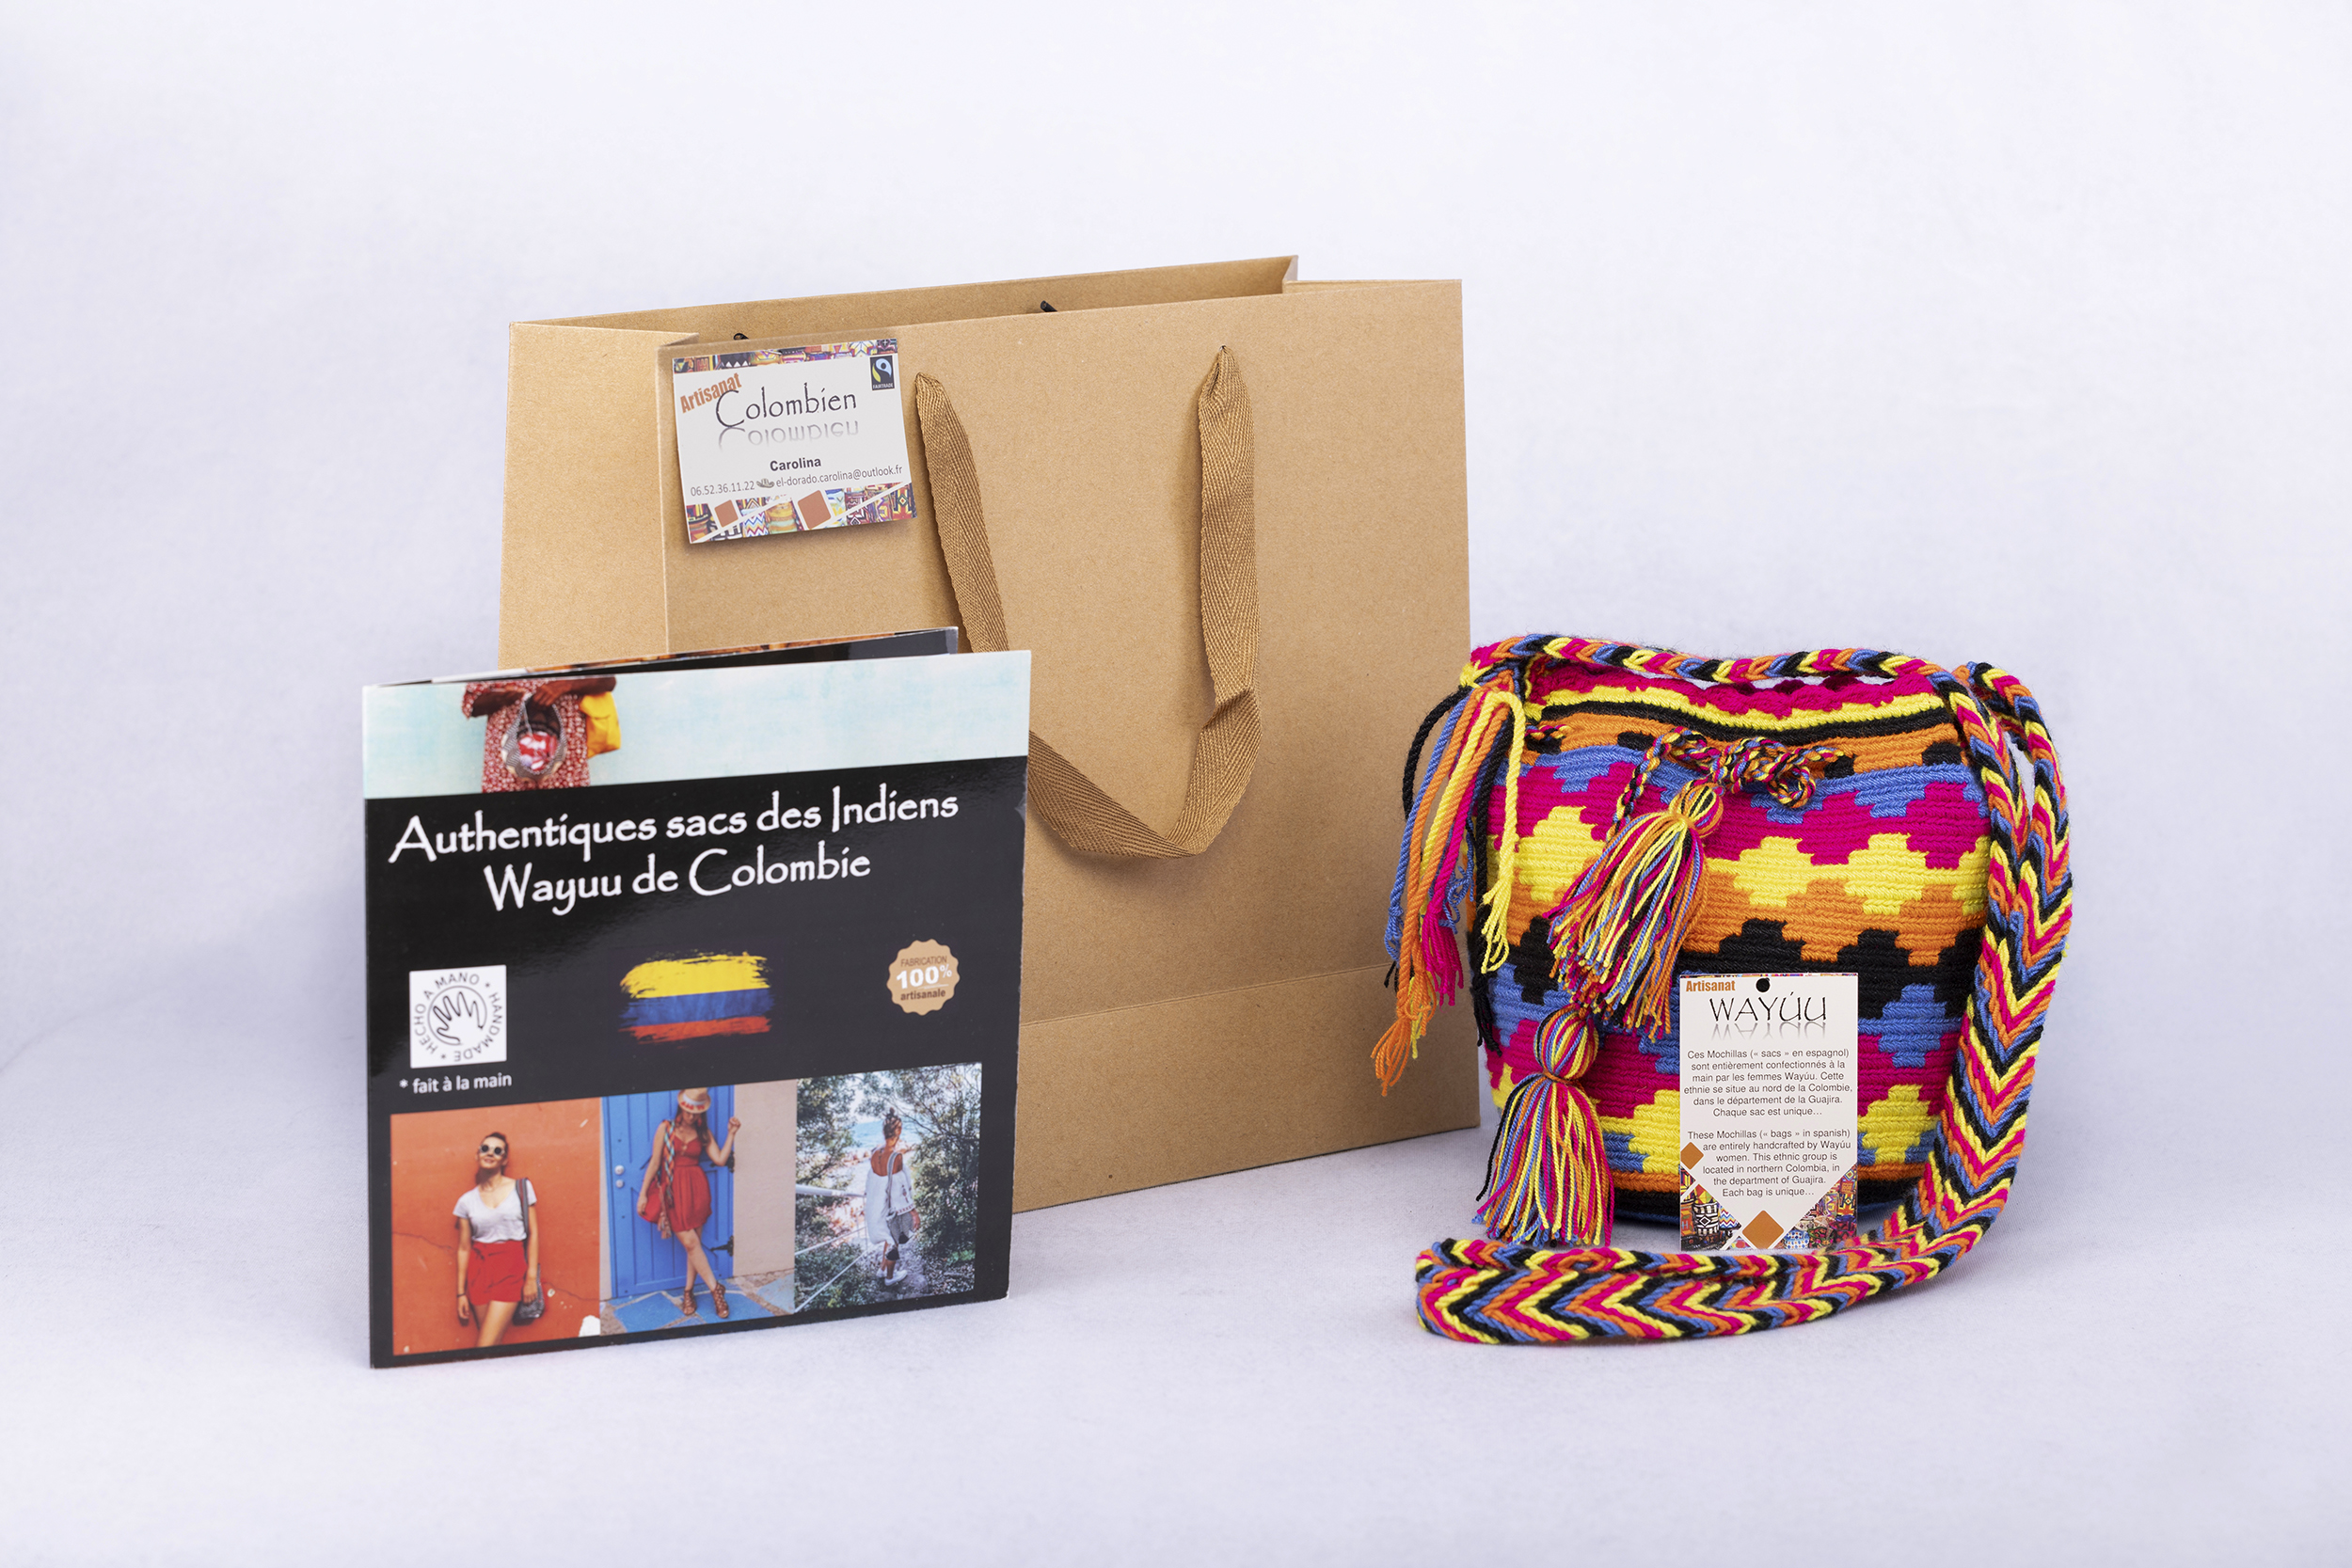 Artisanat
Colombien
FAIRTRADE
Carolina
06.52.36.11.22 el-dorado.carolina@outlook.fr
Authentiques sacs des Indiens
Wayuu de Colombie
HECHO A MANO * HANDMADE *
FABRICATION
100%
artisanale
* fait à la main
Artisanat
WAYÚU
Ces Mochillas (« sacs » en espagnol)
sont entièrement confectionnés à la
main par les femmes Wayúu. Cette
ethnie se situe au nord de la Colombie,
dans le département de la Guajira.
Chaque sac est unique…
These Mochillas (« bags » in spanish)
are entirely handcrafted by Wayúu
women. This ethnic group is
located in northern Colombia, in
the department of Guajira.
Each bag is unique…